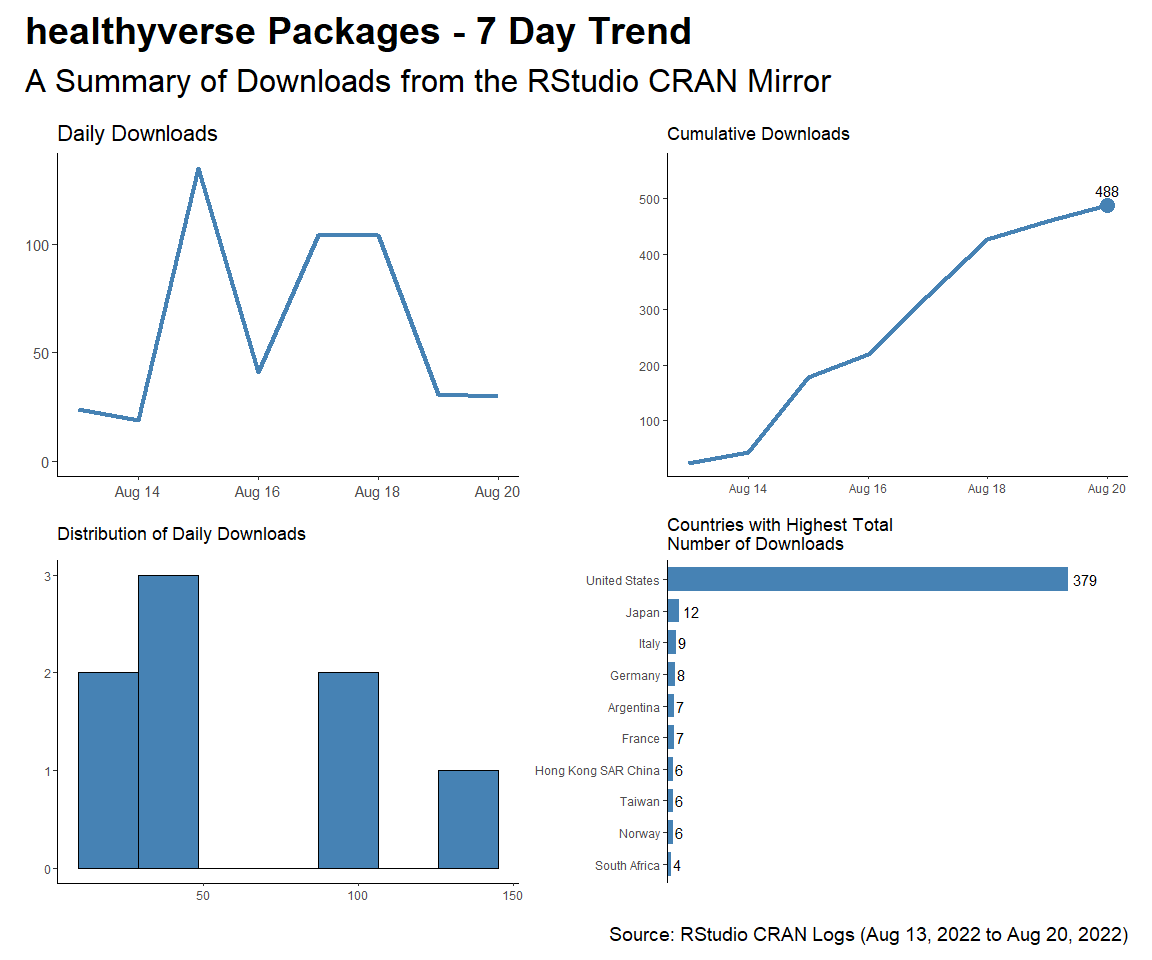 healthyverse Packages - 7 Day Trend
A Summary of Downloads from the RStudio CRAN Mirror
Daily Downloads
100
50
0
Aug 14 Aug 16 Aug 18 Aug 20
Cumulative Downloads
488
500
400
300
200
100
Aug 14 Aug 16 Aug 18 Aug 20
Distribution of Daily Downloads
3
2
1
0
50 100 150
Countries with Highest Total
Number of Downloads
United States 379
Japan 12
Italy 9
Germany 8
Argentina 7
France 7
Hong Kong SAR China 6
Taiwan 6
Norway 6
South Africa 4
Source: RStudio CRAN Logs (Aug 13, 2022 to Aug 20, 2022)